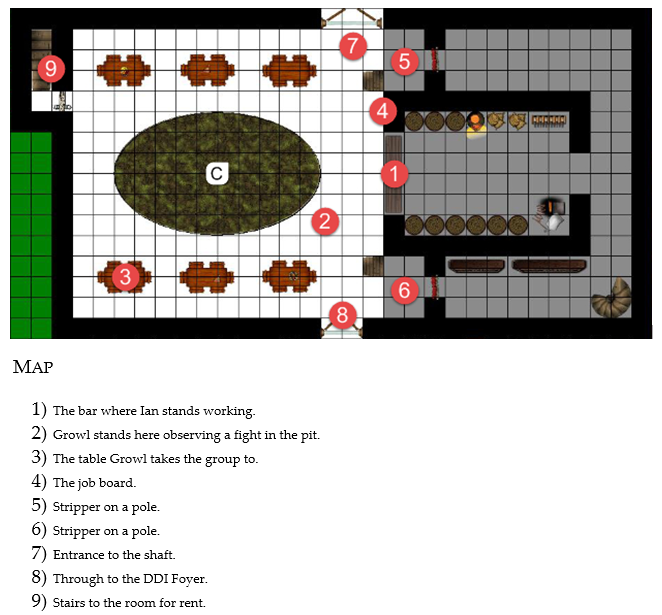 7
5
9
4
C
1
2
3
6
8
MAP
1) The bar where Ian stands working.
2) Growl stands here observing a fight in the pit.
3) The table Growl takes the group to.
4) The job board.
5) Stripper on a pole.
6) Stripper on a pole.
7) Entrance to the shaft.
8) Through to the DDI Foyer.
9) Stairs to the room for rent.